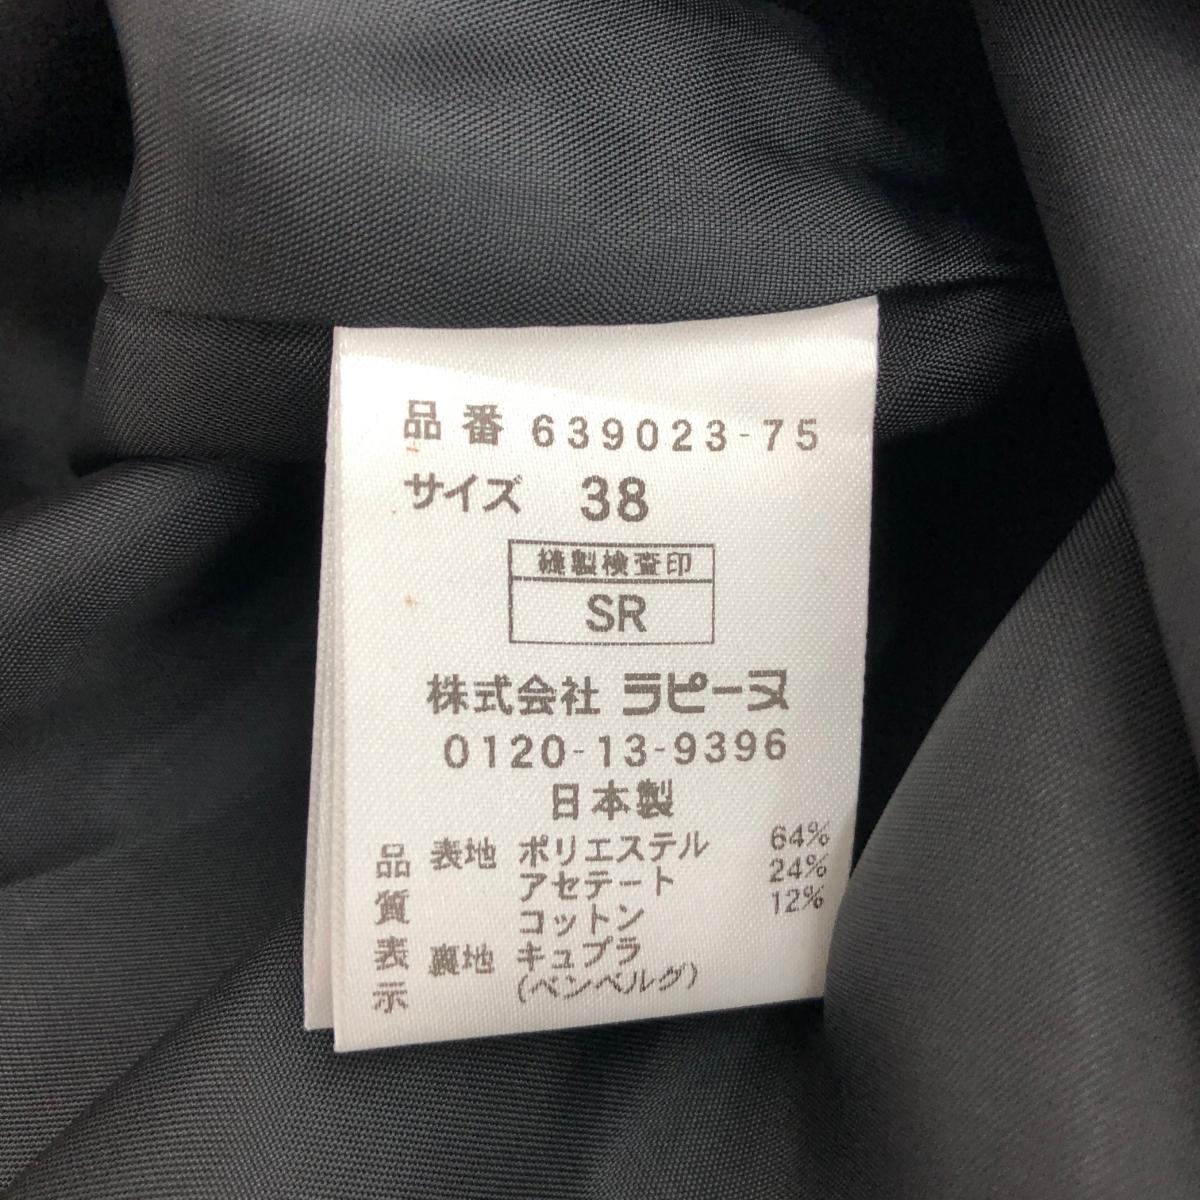 品番 639023-75
サイズ 38
縫製検査印
SR
株式会社 ラピーヌ
0120-13-9396
日本製
品質表示
表地 ポリエステル 64%
アセテート 24%
コットン 12%
裏地 キュプラ
(ベンベルグ)